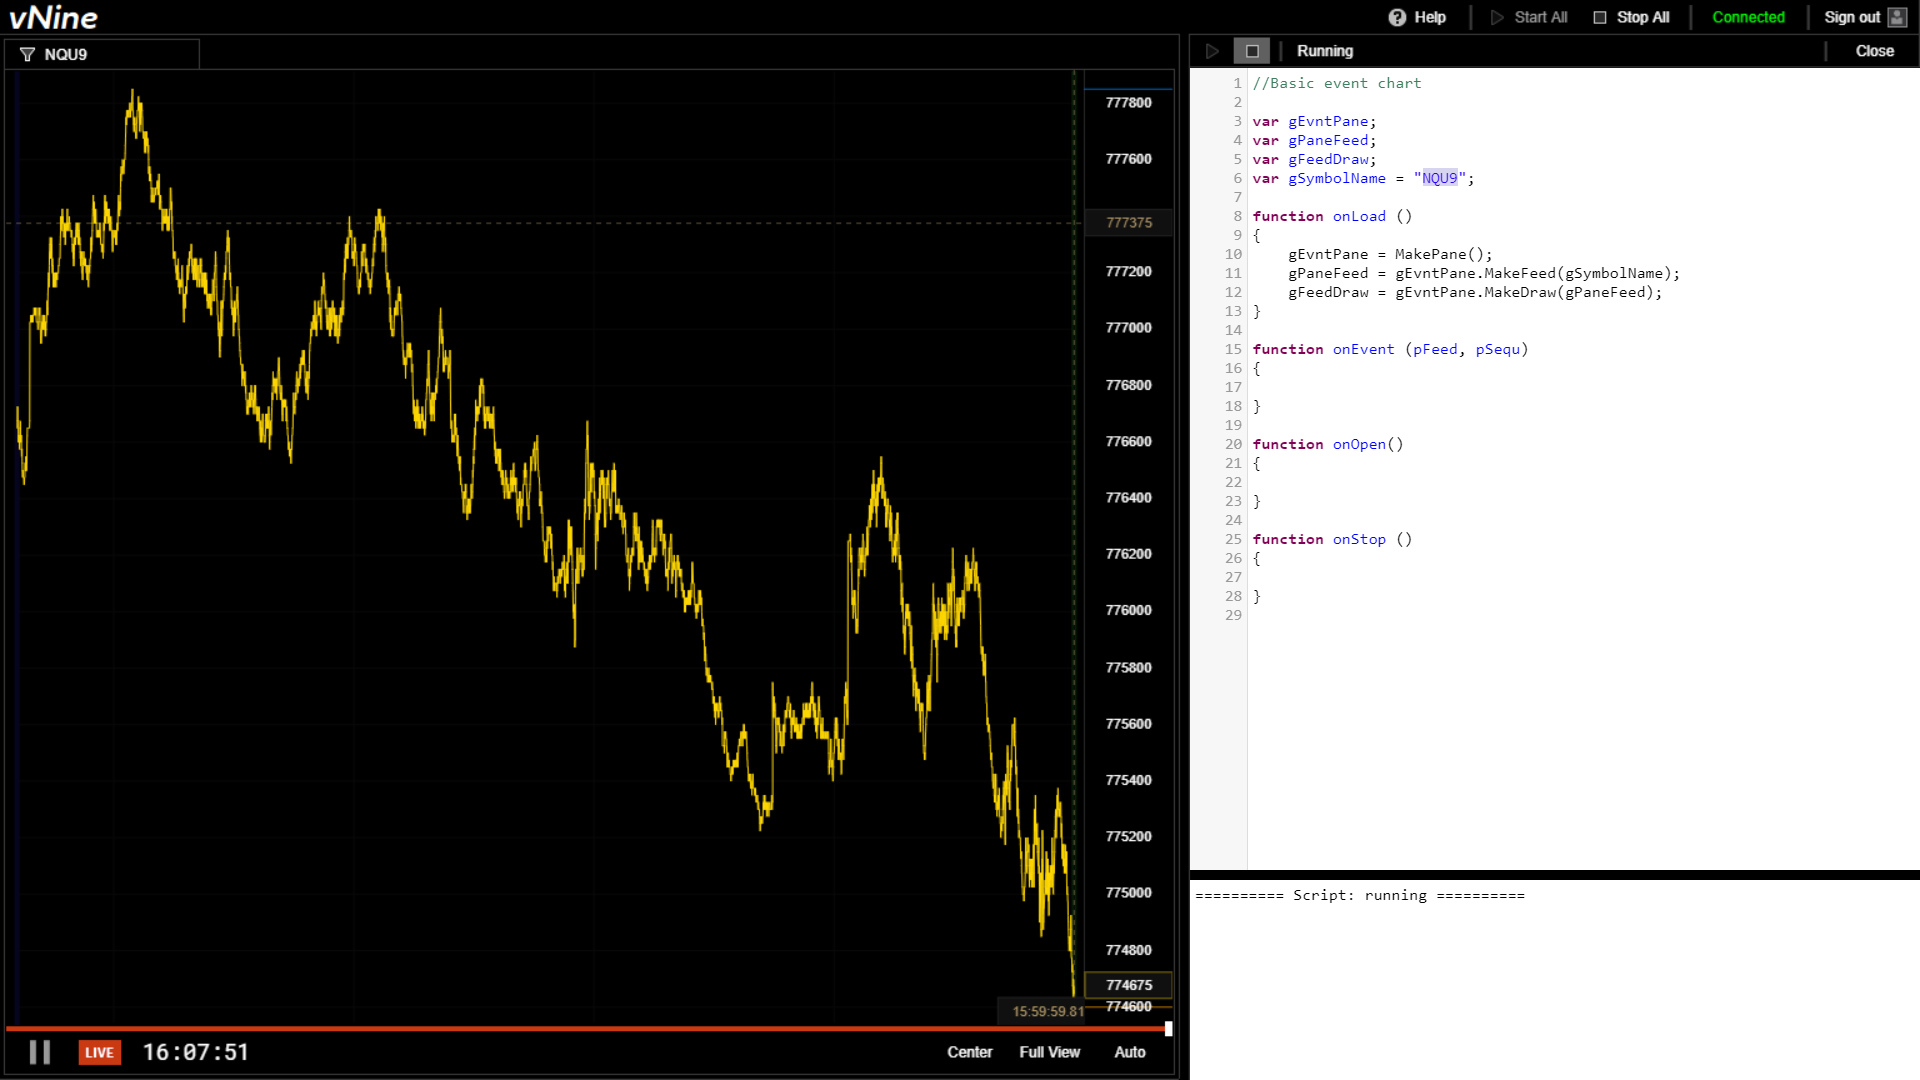 vNine
Help
Start All
Stop All
Connected
Sign out
NQU9
Running
Close
777800
777600
777375
777200
777000
776800
776600
776400
776200
776000
775800
775600
775400
775200
775000
774800
774675
774600
15:59:59.81
LIVE
16:07:51
Center
Full View
Auto
1 //Basic event chart
2
3 var gEvntPane;
4 var gPaneFeed;
5 var gFeedDraw;
6 var gSymbolName = "NQU9";
7
8 function onLoad ()
9 {
10 gEvntPane = MakePane();
11 gPaneFeed = gEvntPane.MakeFeed(gSymbolName);
12 gFeedDraw = gEvntPane.MakeDraw(gPaneFeed);
13 }
14
15 function onEvent (pFeed, pSequ)
16 {
17
18 }
19
20 function onOpen()
21 {
22
23 }
24
25 function onStop ()
26 {
27
28 }
29
========== Script: running ==========